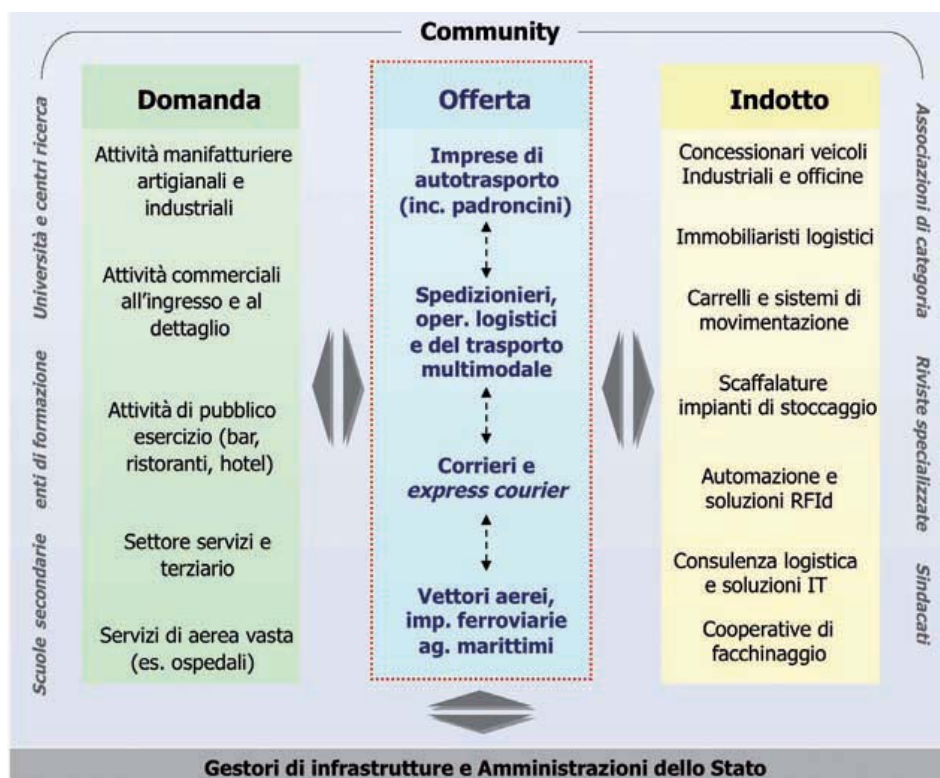 Community
Università e centri ricerca
enti di formazione
Scuole secondarie
Domanda
Attività manifatturiere
artigianali e
industriali
Attività commerciali
all'ingresso e al
dettaglio
Attività di pubblico
esercizio (bar,
ristoranti, hotel)
Settore servizi e
terziario
Servizi di aerea vasta
(es. ospedali)
Offerta
Imprese di
autotrasporto
(inc. padroncini)
Spedizionieri,
oper. logistici
e del trasporto
multimodale
Corrieri e
express courier
Vettori aerei,
imp. ferroviarie
ag. marittimi
Indotto
Concessionari veicoli
Industriali e officine
Immobiliaristi logistici
Carrelli e sistemi di
movimentazione
Scaffalature
impianti di stoccaggio
Automazione e
soluzioni RFId
Consulenza logistica
e soluzioni IT
Cooperative di
facchinaggio
Associazioni di categoria
Riviste specializzate
Sindacati
Gestori di infrastrutture e Amministrazioni dello Stato